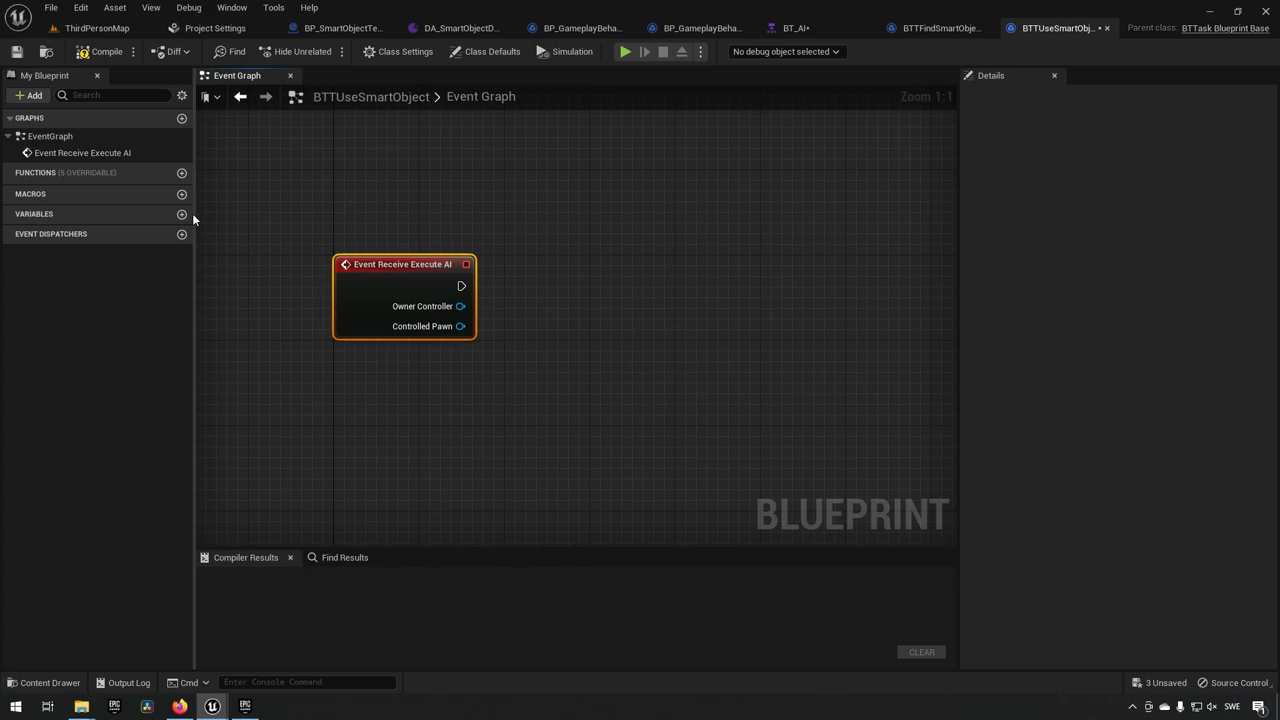 File Edit Asset View Debug Window Tools Help
ThirdPersonMap
Project Settings
BP_SmartObjectTe...
DA_SmartObjectD...
BP_GameplayBeha...
BP_GameplayBeha...
BT_AI*
BTTFindSmartObje...
BTTUseSmartObj... •
Parent class: BTTask Blueprint Base
Compile
Diff
Find
Hide Unrelated
Class Settings
Class Defaults
Simulation
No debug object selected
My Blueprint
Event Graph
Details
Add
Search
BTTUseSmartObject > Event Graph
Zoom 1:1
GRAPHS
EventGraph
Event Receive Execute AI
FUNCTIONS (5 OVERRIDABLE)
MACROS
VARIABLES
EVENT DISPATCHERS
Event Receive Execute AI
Owner Controller
Controlled Pawn
BLUEPRINT
Compiler Results
Find Results
CLEAR
Content Drawer
Output Log
Cmd
Enter Console Command
3 Unsaved
Source Control
SWE